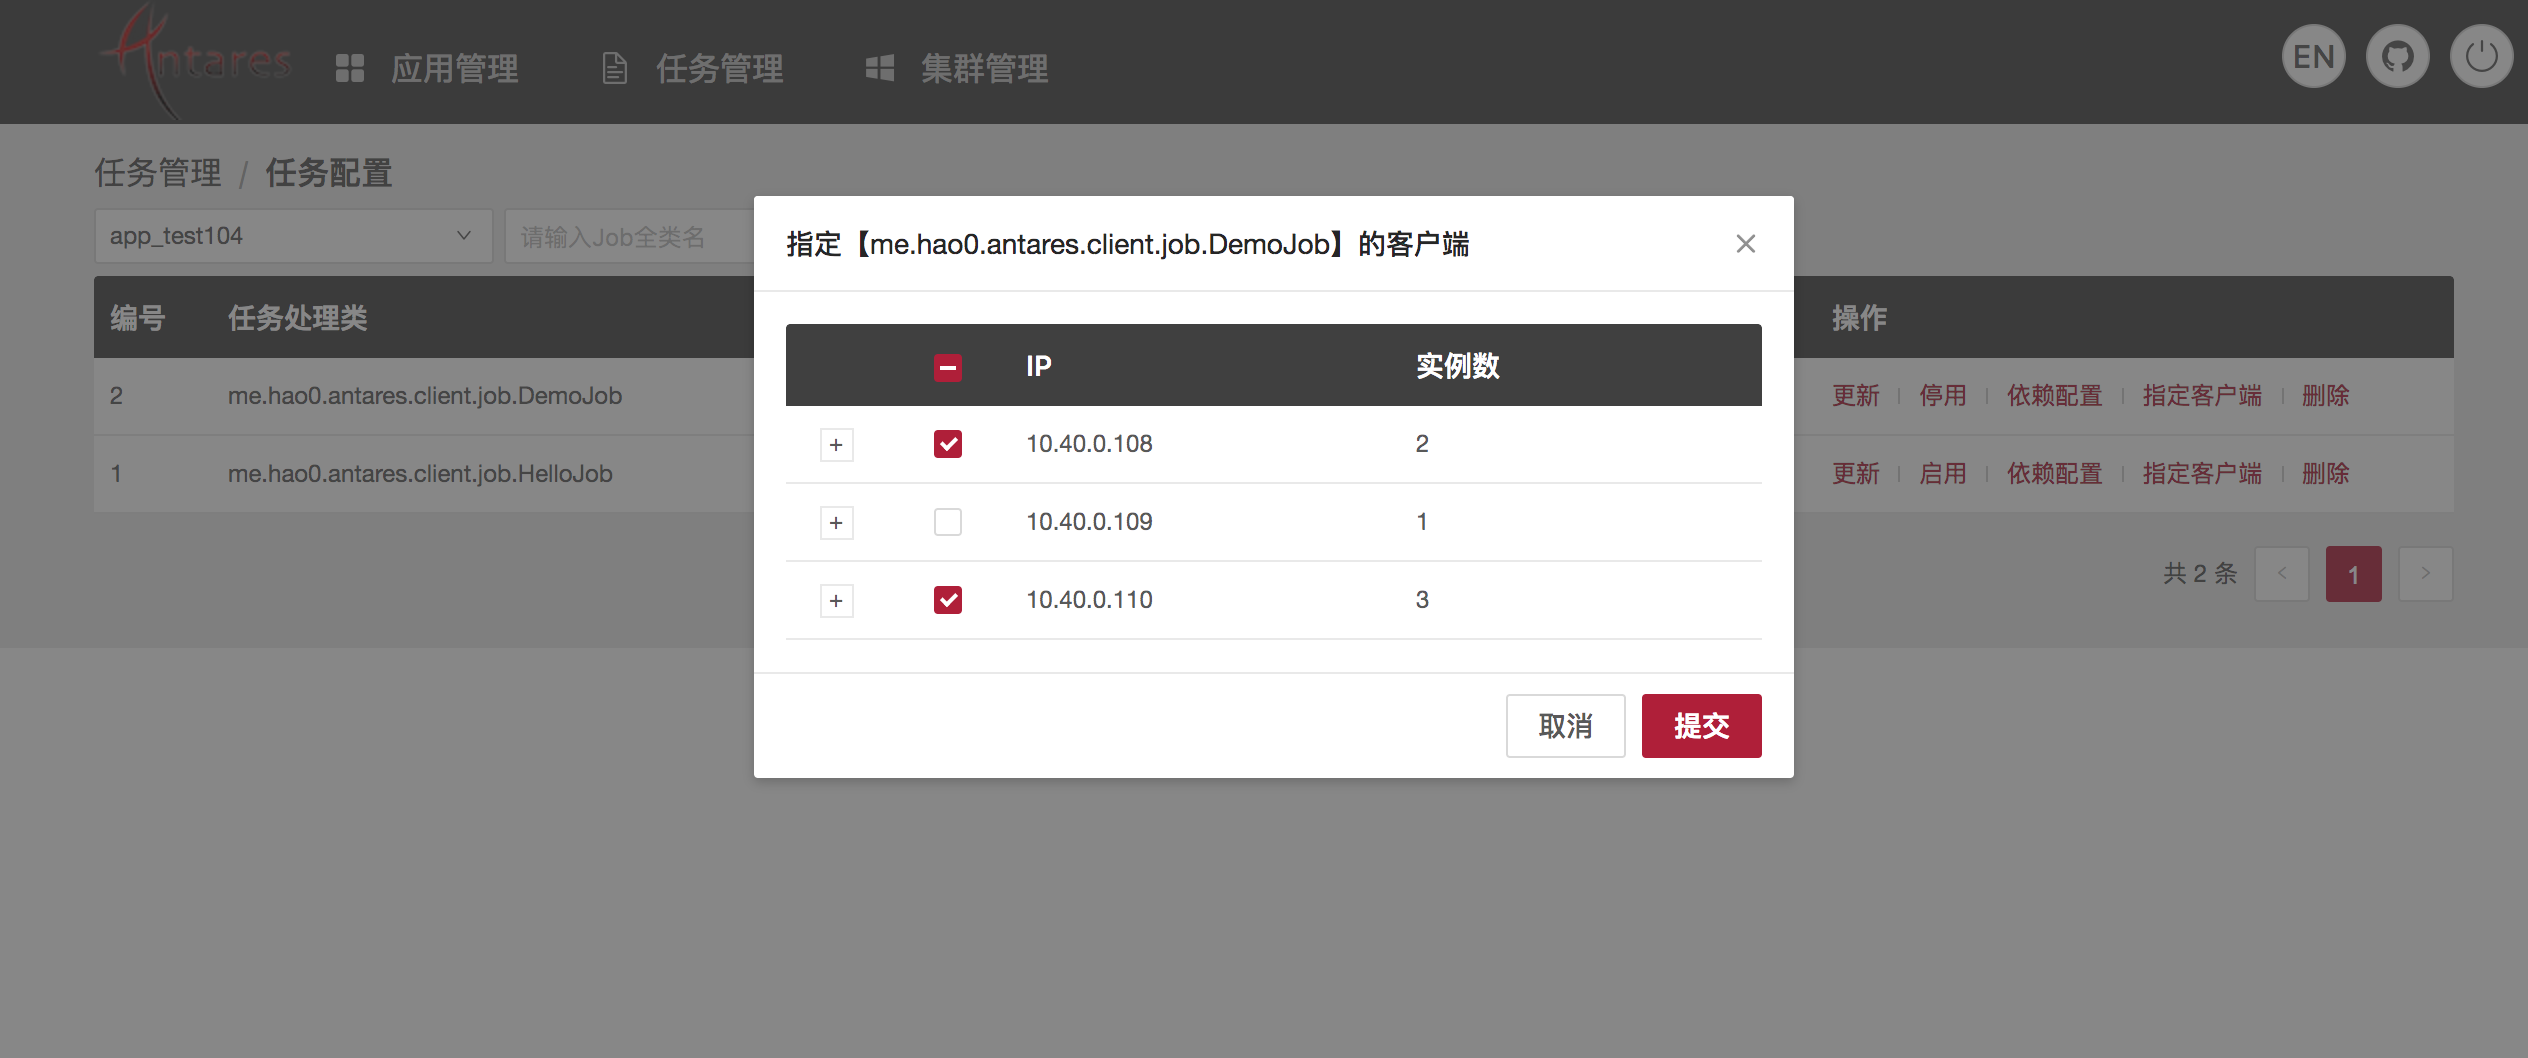 Antares 应用管理 任务管理 集群管理 EN
任务管理 / 任务配置
app_test104 请输入Job全类名
编号 任务处理类 操作
2 me.hao0.antares.client.job.DemoJob 更新 停用 依赖配置 指定客户端 删除
1 me.hao0.antares.client.job.HelloJob 更新 启用 依赖配置 指定客户端 删除
共 2 条 < 1 >
指定【me.hao0.antares.client.job.DemoJob】的客户端
IP 实例数
10.40.0.108 2
10.40.0.109 1
10.40.0.110 3
取消 提交